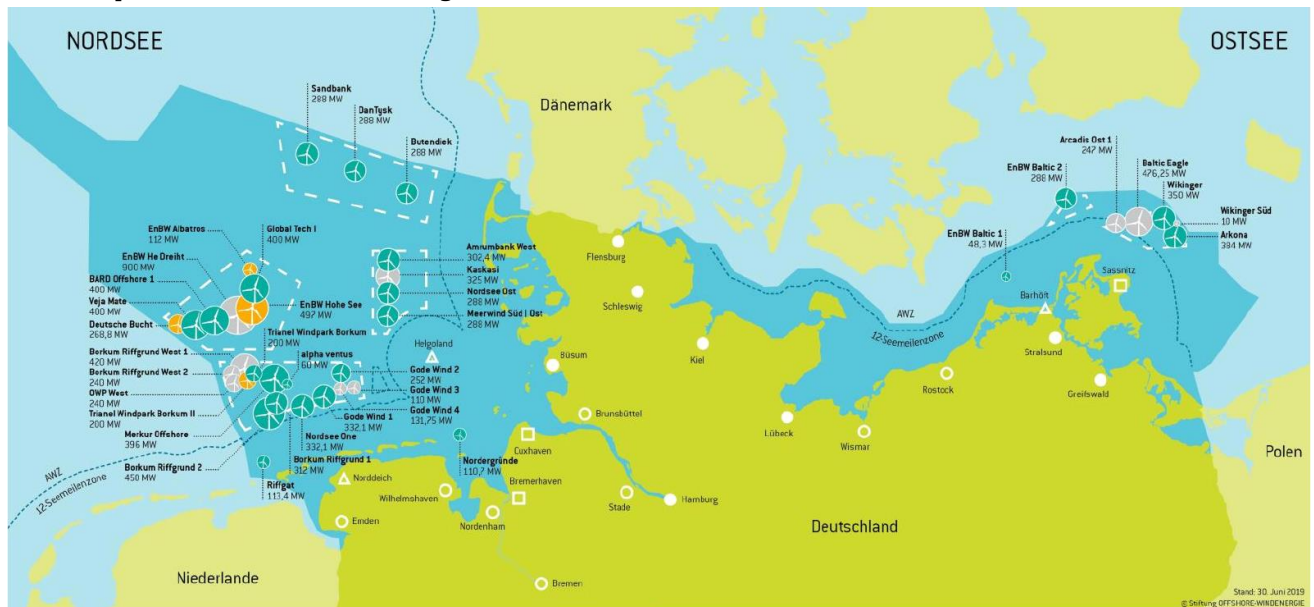 NORDSEE
OSTSEE
Sandbank
288 MW
DanTysk
288 MW
Butendiek
288 MW
Dänemark
Arcadis Ost 1
247 MW
EnBW Baltic 2
288 MW
Baltic Eagle
476,25 MW
Wikinger
350 MW
Wikinger Süd
10 MW
Arkona
384 MW
EnBW Baltic 1
48,3 MW
EnBW Albatros
112 MW
Global Tech I
400 MW
EnBW He Dreiht
900 MW
BARD Offshore 1
400 MW
Veja Mate
400 MW
Deutsche Bucht
268,8 MW
EnBW Hohe See
497 MW
Trianel Windpark Borkum
200 MW
alpha ventus
60 MW
Amrumbank West
302,4 MW
Kaskasi
325 MW
Nordsee Ost
288 MW
Meerwind Süd | Ost
288 MW
Borkum Riffgrund West 1
420 MW
Borkum Riffgrund West 2
240 MW
OWP West
240 MW
Trianel Windpark Borkum II
200 MW
Merkur Offshore
396 MW
Borkum Riffgrund 2
450 MW
Riffgat
113,4 MW
Borkum Riffgrund 1
312 MW
Nordsee One
332,1 MW
Gode Wind 1
332,1 MW
Gode Wind 2
252 MW
Gode Wind 3
110 MW
Gode Wind 4
131,75 MW
Nordergründe
110,7 MW
Helgoland
AWZ
12-Seemeilenzone
AWZ
12-Seemeilenzone
Flensburg
Schleswig
Kiel
Büsum
Brunsbüttel
Cuxhaven
Bremerhaven
Norddeich
Wilhelmshaven
Emden
Nordenham
Stade
Hamburg
Bremen
Lübeck
Wismar
Rostock
Barhöft
Sassnitz
Stralsund
Greifswald
Polen
Deutschland
Niederlande
Stand: 30. Juni 2019
© Stiftung OFFSHORE-WINDENERGIE